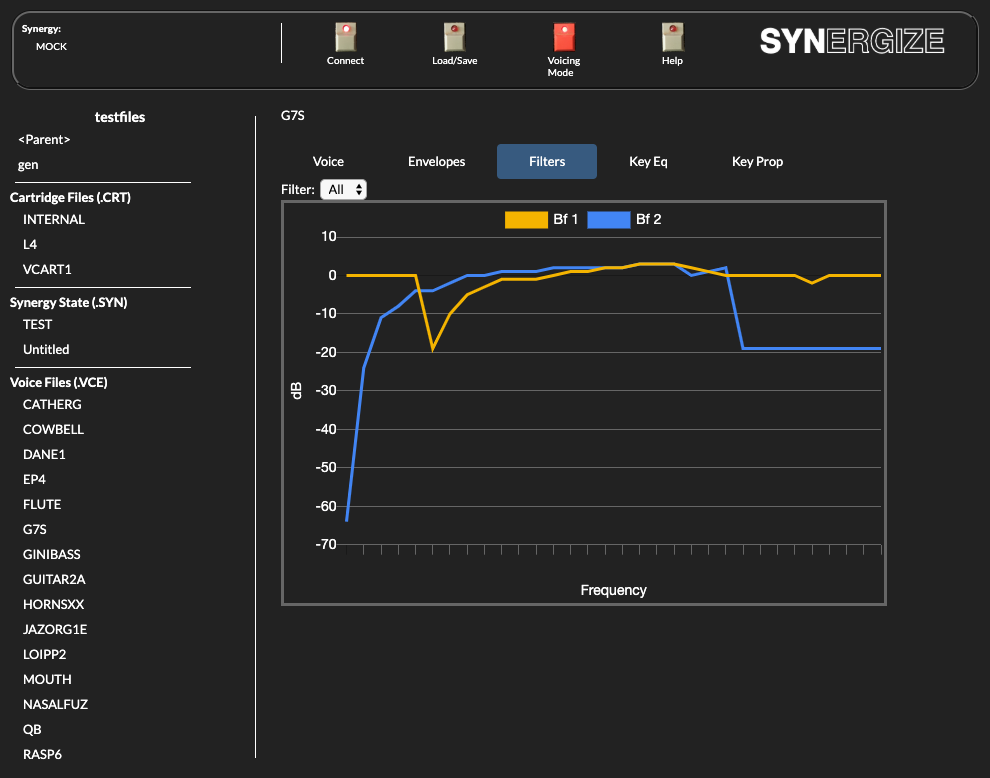 Synergy:
MOCK
Connect
Load/Save
Voicing
Mode
Help
SYNERGIZE
testfiles
<Parent>
gen
Cartridge Files (.CRT)
INTERNAL
L4
VCART1
Synergy State (.SYN)
TEST
Untitled
Voice Files (.VCE)
CATHERG
COWBELL
DANE1
EP4
FLUTE
G7S
GINIBASS
GUITAR2A
HORNSXX
JAZORG1E
LOIPP2
MOUTH
NASALFUZ
QB
RASP6
G7S
Voice Envelopes Filters Key Eq Key Prop
Filter: All
Bf 1 Bf 2
10
0
-10
-20
-30
-40
-50
-60
-70
dB
Frequency